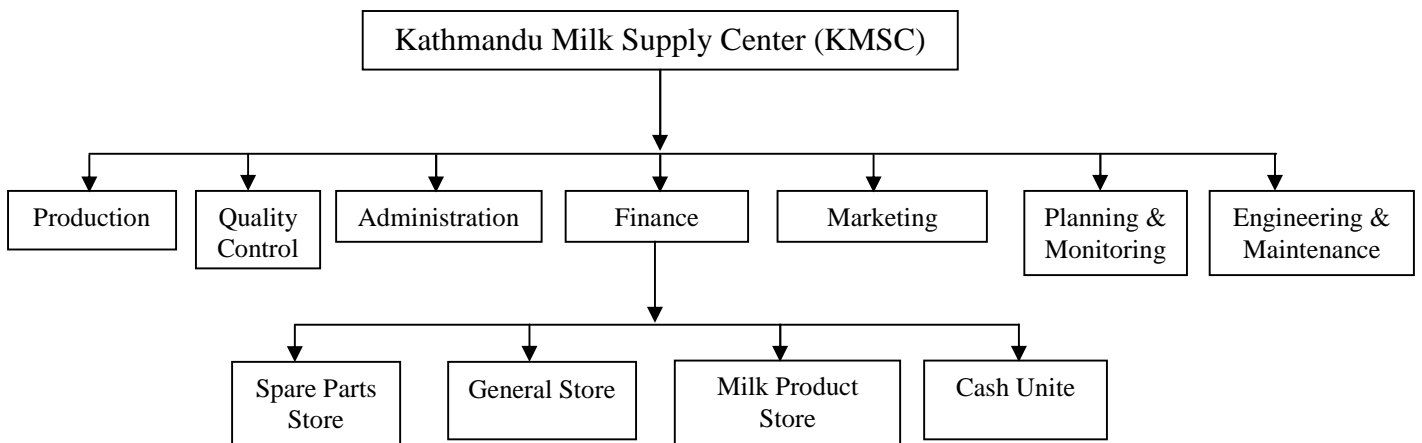 Kathmandu Milk Supply Center (KMSC)
Production
Quality
Control
Administration
Finance
Marketing
Planning &
Monitoring
Engineering &
Maintenance
Spare Parts
Store
General Store
Milk Product
Store
Cash Unite